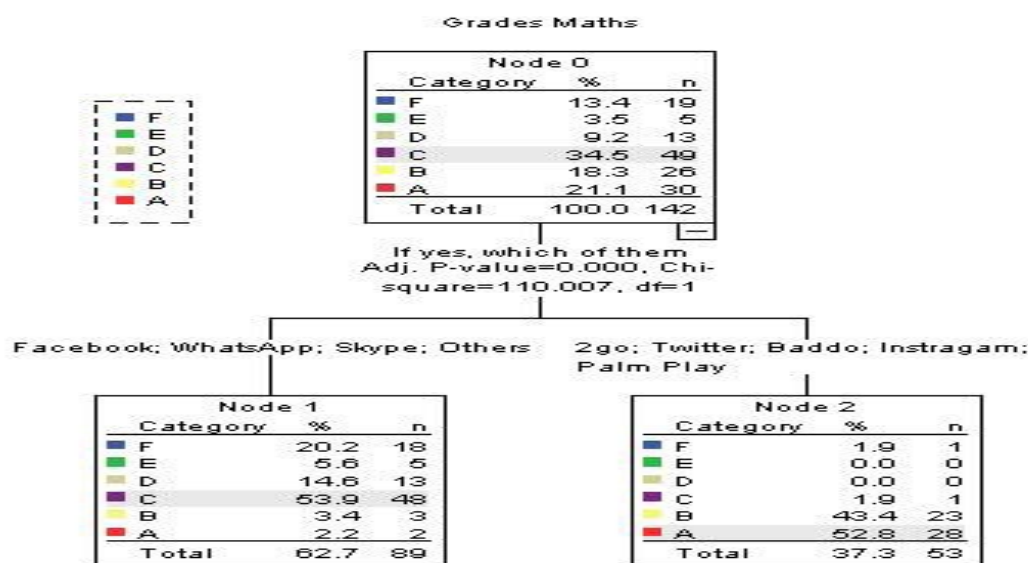 Grades Maths
Node 0
Category % n
F 13.4 19
E 3.5 5
D 9.2 13
C 34.5 49
B 18.3 26
A 21.1 30
Total 100.0 142
F
E
D
C
B
A
If yes, which of them
Adj. P-value=0.000, Chi-
square=110.007, df=1
Facebook; WhatsApp; Skype; Others
2go; Twitter; Baddo; Instragam;
Palm Play
Node 1
Category % n
F 20.2 18
E 5.6 5
D 14.6 13
C 53.9 48
B 3.4 3
A 2.2 2
Total 62.7 89
Node 2
Category % n
F 1.9 1
E 0.0 0
D 0.0 0
C 1.9 1
B 43.4 23
A 52.8 28
Total 37.3 53